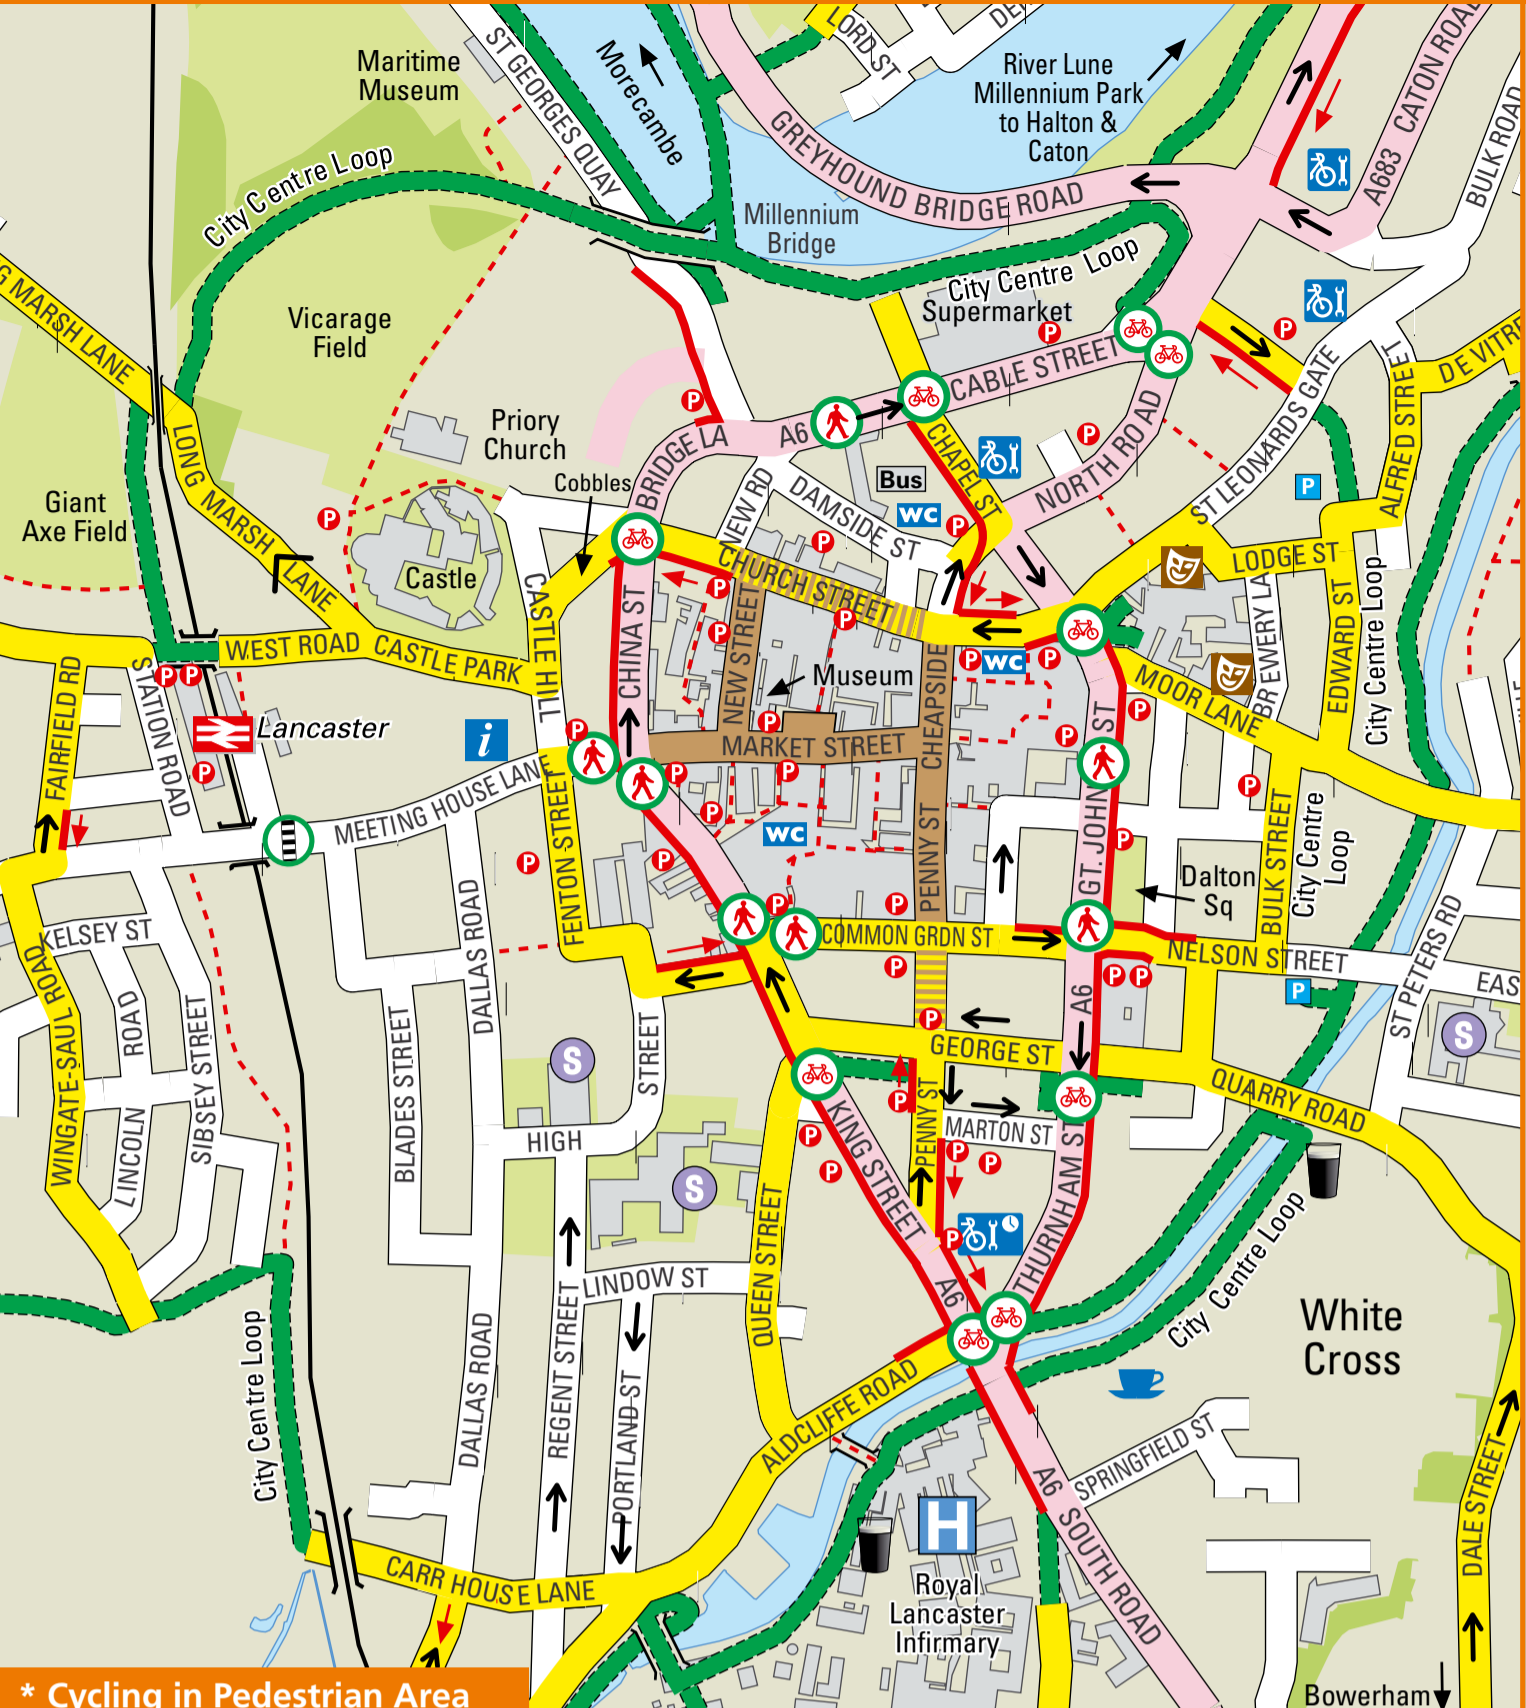 LORD ST
ST GEORGES QUAY
Morecambe
Maritime
Museum
River Lune
Millennium Park
to Halton &
Caton
A683 CATON ROAD
BULK ROAD
GREYHOUND BRIDGE ROAD
City Centre Loop
Millennium
Bridge
City Centre Loop
Supermarket
P
G MARSH LANE
Vicarage
Field
P
CABLE STREET
DE VITRE
Priory
Church
BRIDGE LA
A6
CHAPEL ST
NORTH ROAD
P
P
ST LEONARDS GATE
ALFRED STREET
P
LONG MARSH LANE
Cobbles
Giant
Axe Field
P
NEW RD
DAMSIDE ST
Bus
WC
P
P
Castle
CHURCH STREET
LODGE ST
CASTLE HILL
CHINA ST
P
P
P
NEW STREET
Museum
P
WEST ROAD
CASTLE PARK
CHEAPSIDE
P
WC
P
MOOR LANE
BREWERY LA
EDWARD ST
City Centre Loop
FAIRFIELD RD
STATION ROAD
P
P
Lancaster
P
i
P
MARKET STREET
P
P
P
WC
P
P
P
GT. JOHN ST
P
P
P
MEETING HOUSE LANE
FENTON STREET
P
PENNY ST
P
P
COMMON GRDN ST
Dalton
Sq
BULK STREET
City Centre
Loop
NELSON STREET
P
P
P
ST PETERS RD
EAS
S
KELSEY ST
WINGATE-SAUL ROAD
LINCOLN ROAD
SIBSEY STREET
DALLAS ROAD
BLADES STREET
S
HIGH STREET
S
P
A6
GEORGE ST
P
PENNY ST
MARTON ST
P
P
P
P
P
QUARRY ROAD
KING STREET
A6
THURNHAM ST
QUEEN STREET
LINDOW ST
REGENT STREET
PORTLAND ST
DALLAS ROAD
City Centre Loop
City Centre Loop
White
Cross
ALDCLIFFE ROAD
A6 SOUTH ROAD
SPRINGFIELD ST
DALE STREET
H
Royal
Lancaster
Infirmary
CARR HOUSE LANE
Bowerham
* Cycling in Pedestrian Area